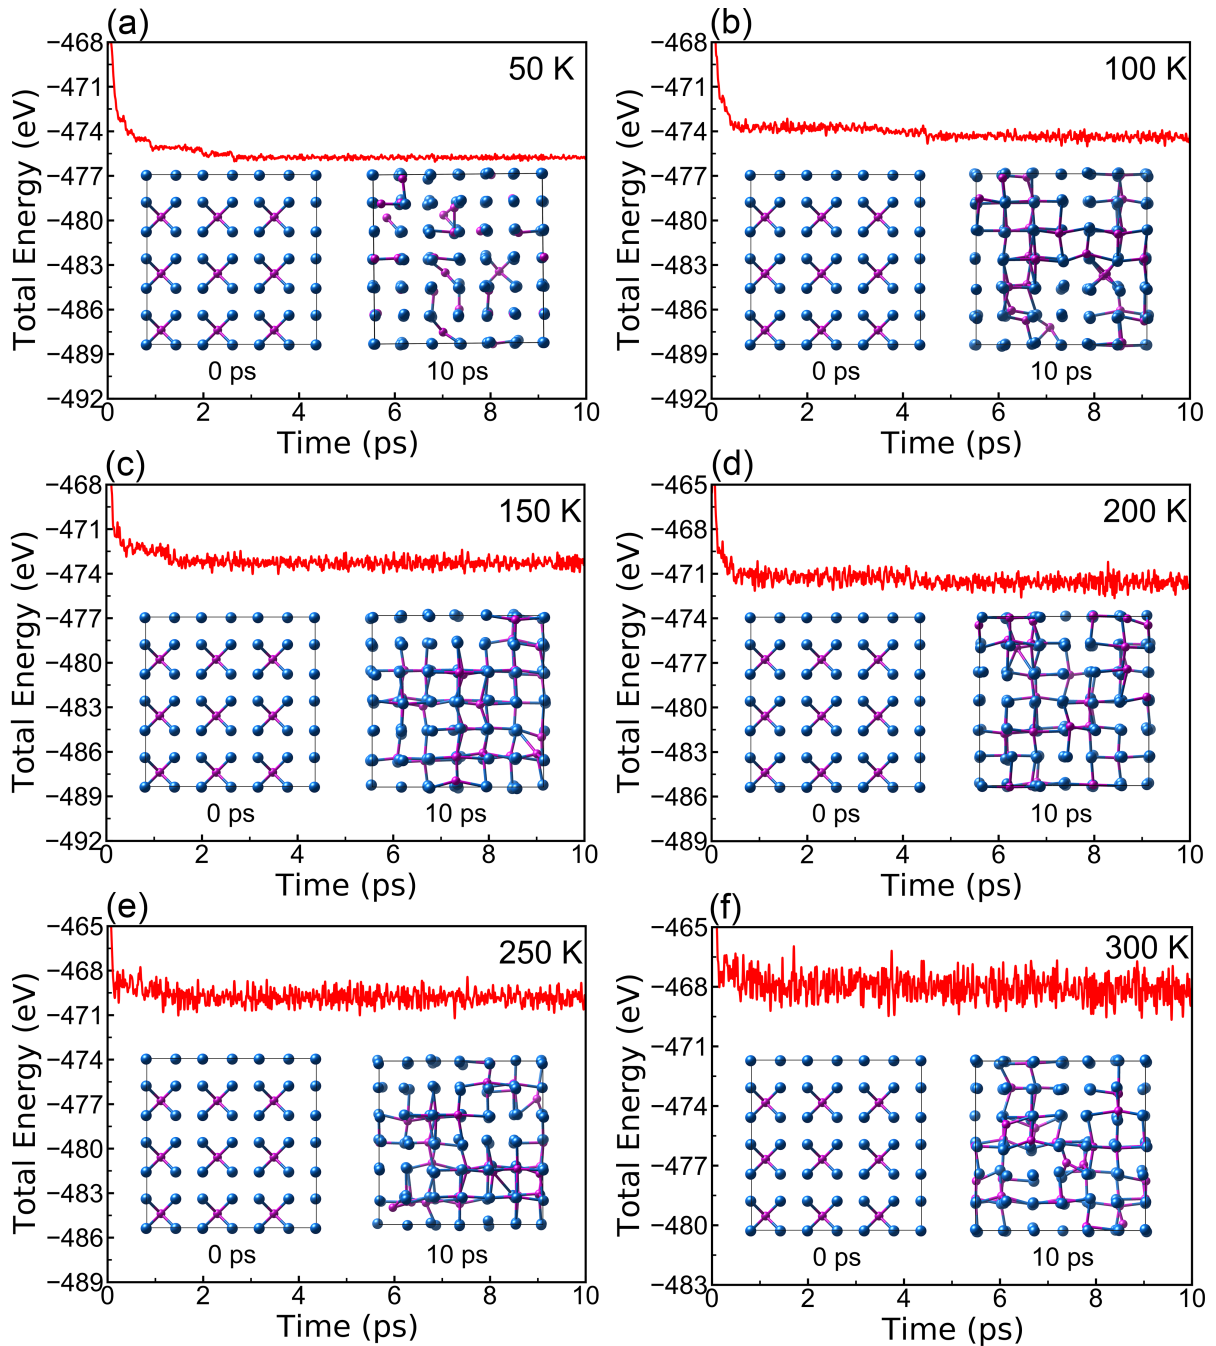 (a)
50 K
Total Energy (eV)
−468
−471
−474
−477
−480
−483
−486
−489
−492
0 ps
10 ps
0 2 4 6 8 10
Time (ps)
(b)
100 K
Total Energy (eV)
−468
−471
−474
−477
−480
−483
−486
−489
−492
0 ps
10 ps
0 2 4 6 8 10
Time (ps)
(c)
150 K
Total Energy (eV)
−468
−471
−474
−477
−480
−483
−486
−489
−492
0 ps
10 ps
0 2 4 6 8 10
Time (ps)
(d)
200 K
Total Energy (eV)
−465
−468
−471
−474
−477
−480
−483
−486
−489
0 ps
10 ps
0 2 4 6 8 10
Time (ps)
(e)
250 K
Total Energy (eV)
−465
−468
−471
−474
−477
−480
−483
−486
−489
0 ps
10 ps
0 2 4 6 8 10
Time (ps)
(f)
300 K
Total Energy (eV)
−465
−468
−471
−474
−477
−480
−483
0 ps
10 ps
0 2 4 6 8 10
Time (ps)